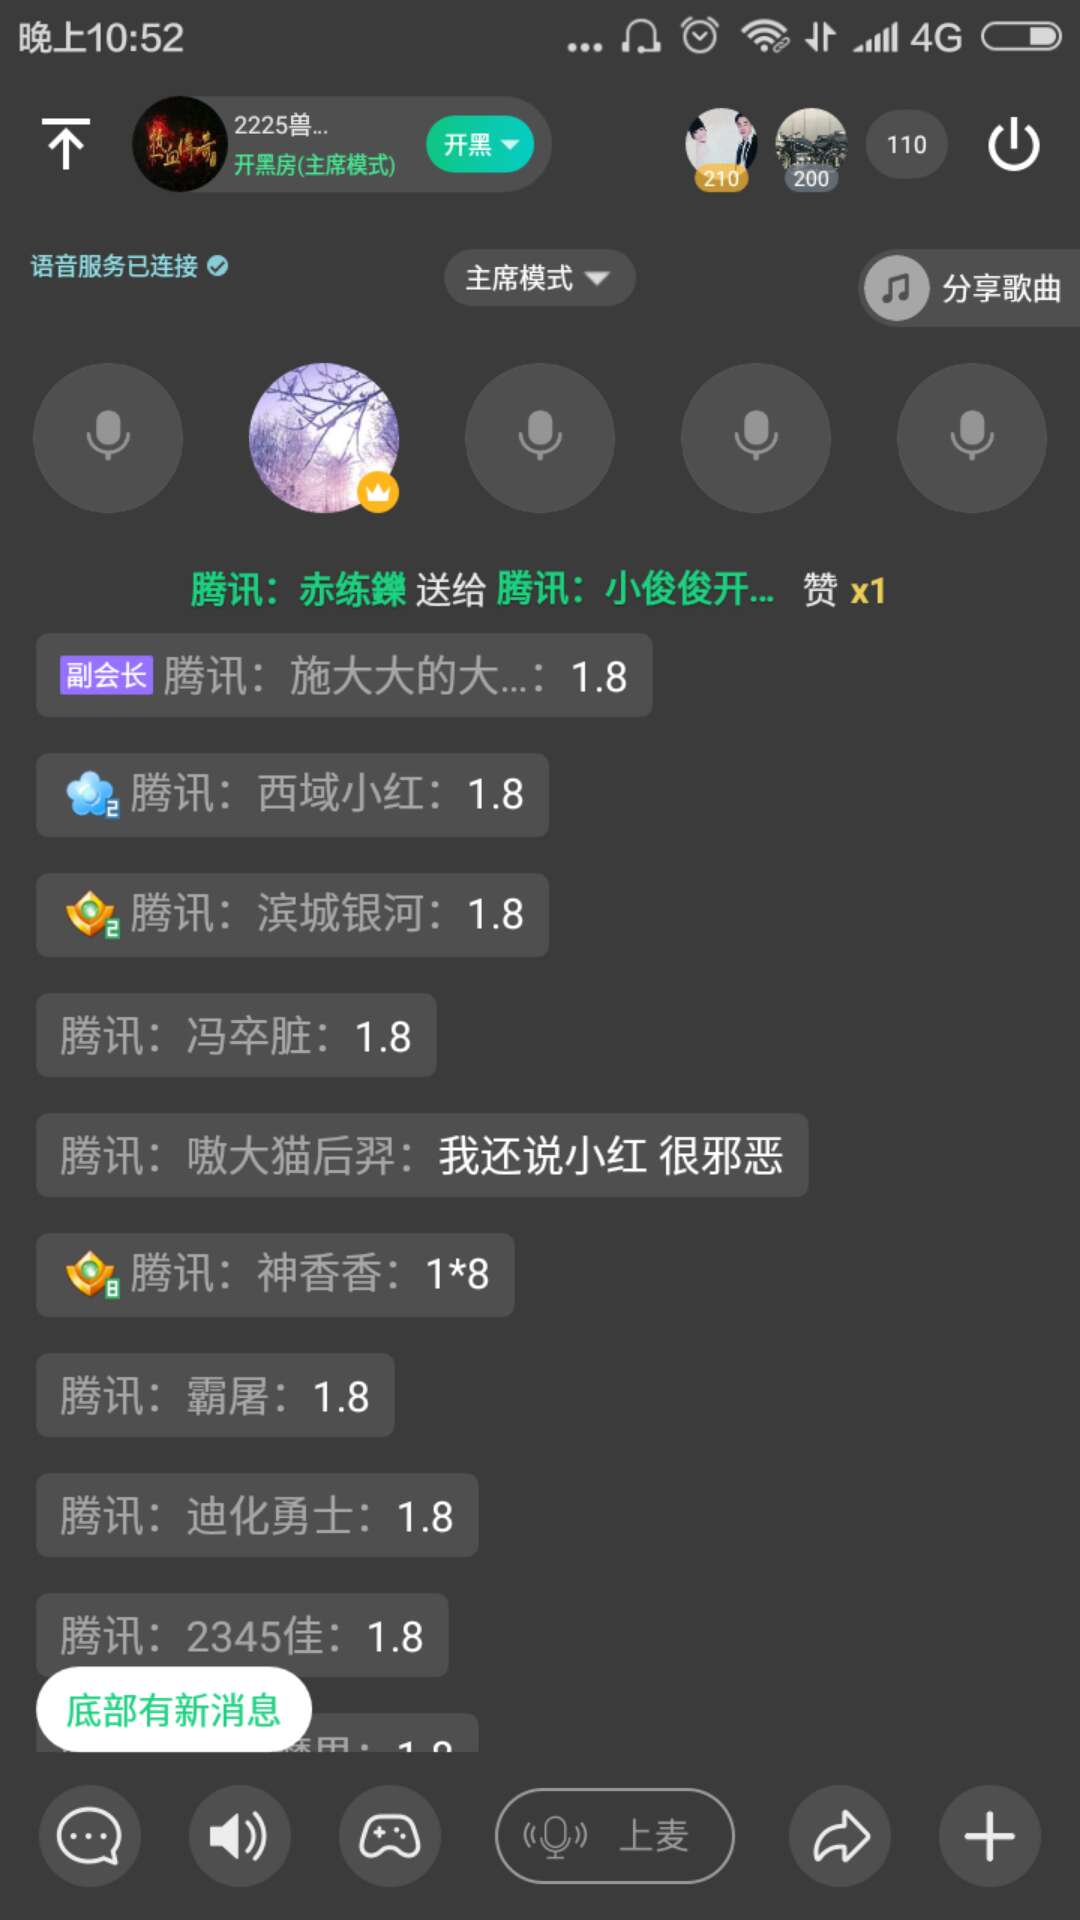 晚上10:52
... 4G
2225兽...
开黑房(主席模式)
开黑
210
200
110
语音服务已连接
主席模式
分享歌曲
腾讯：赤练鑠 送给 腾讯：小俊俊开... 赞 x1
副会长 腾讯：施大大的大...：1.8
2 腾讯：西域小红：1.8
2 腾讯：滨城银河：1.8
腾讯：冯卒脏：1.8
腾讯：嗷大猫后羿：我还说小红 很邪恶
8 腾讯：神香香：1*8
腾讯：霸屠：1.8
腾讯：迪化勇士：1.8
腾讯：2345佳：1.8
底部有新消息
上麦